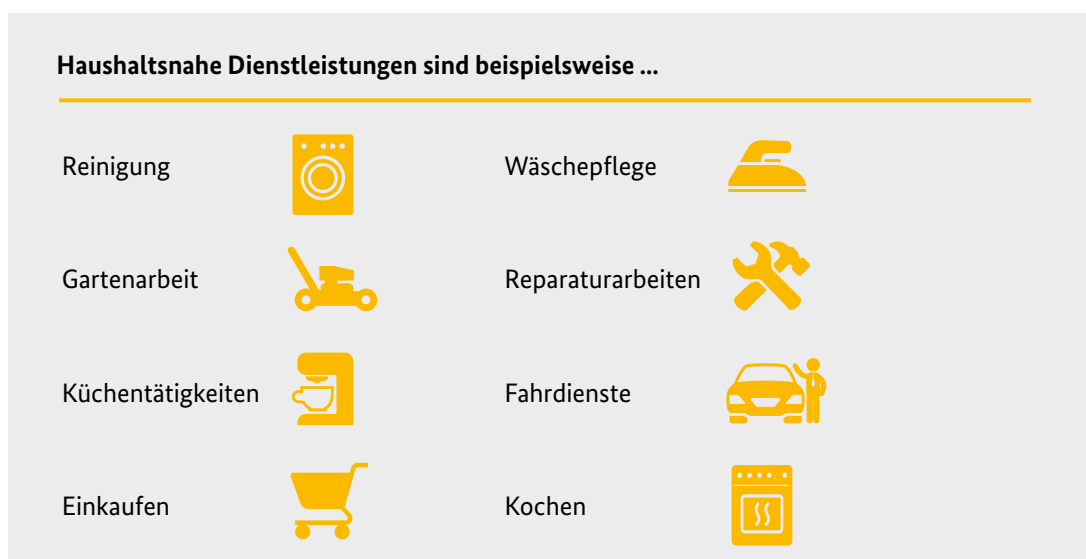 Haushaltsnahe Dienstleistungen sind beispielsweise ...
Reinigung
Wäschepflege
Gartenarbeit
Reparaturarbeiten
Küchentätigkeiten
Fahrdienste
Einkaufen
Kochen